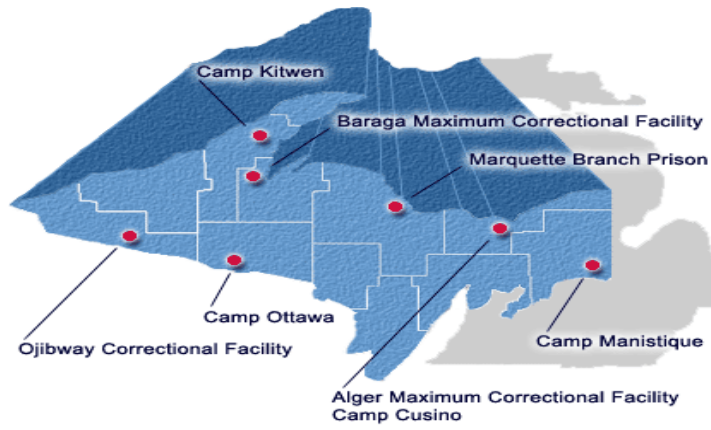 Camp Kitwen
Baraga Maximum Correctional Facility
Marquette Branch Prison
Camp Ottawa
Ojibway Correctional Facility
Camp Manistique
Alger Maximum Correctional Facility
Camp Cusino